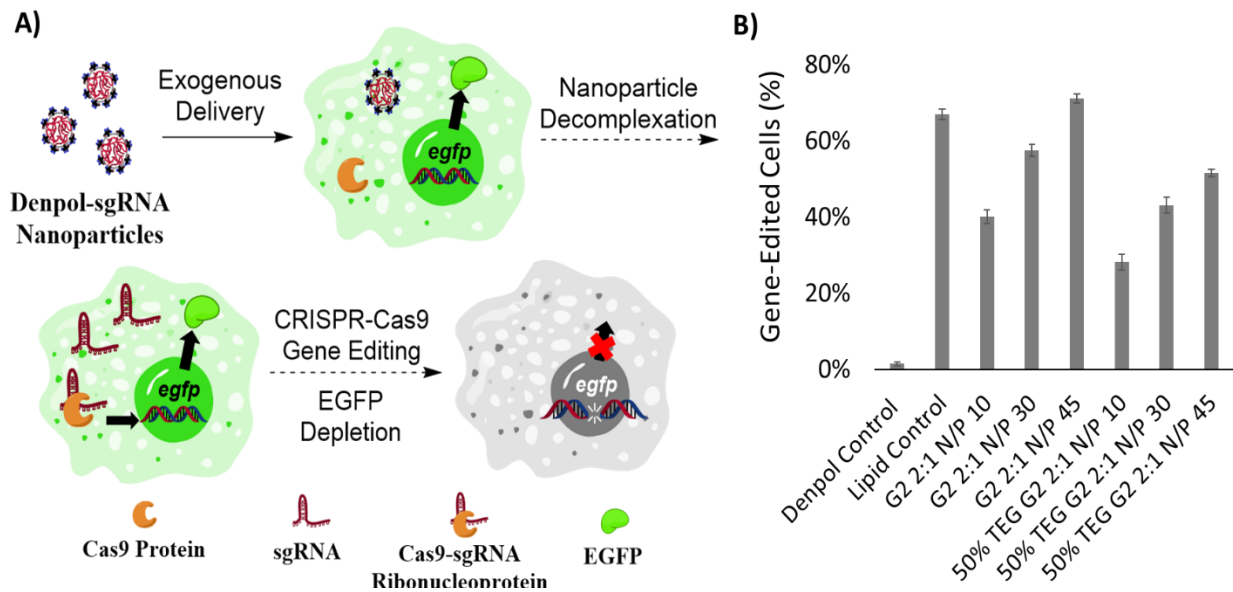 A)
Exogenous
Delivery
Denpol-sgRNA
Nanoparticles
egfp
Nanoparticle
Decomplexation
egfp
CRISPR-Cas9
Gene Editing
EGFP
Depletion
egfp
Cas9 Protein
sgRNA
Cas9-sgRNA
Ribonucleoprotein
EGFP
B)
Gene-Edited Cells (%)
80%
60%
40%
20%
0%
Denpol Control
Lipid Control
G2 2:1 N/P 10
G2 2:1 N/P 30
G2 2:1 N/P 45
50% TEG G2 2:1 N/P 10
50% TEG G2 2:1 N/P 30
50% TEG G2 2:1 N/P 45